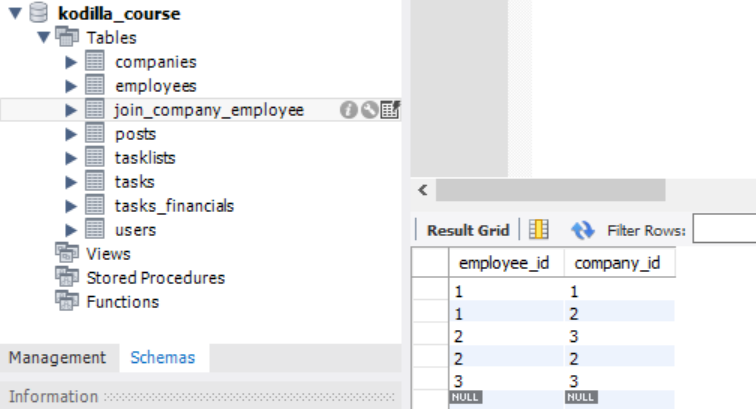 kodilla_course
Tables
companies
employees
join_company_employee
posts
tasklists
tasks
tasks_financials
users
Views
Stored Procedures
Functions
Management Schemas
Information
Result Grid Filter Rows:
employee_id company_id
1 1
1 2
2 3
2 2
3 3
NULL NULL